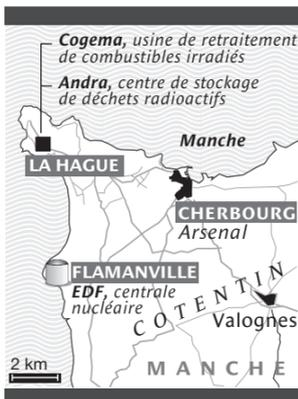 Cogema, usine de retraitement
de combustibles irradiés
Andra, centre de stockage
de déchets radioactifs
Manche
LA HAGUE
CHERBOURG
Arsenal
FLAMANVILLE
EDF, centrale
nucléaire
COTENTIN
Valognes
2 km
MANCHE